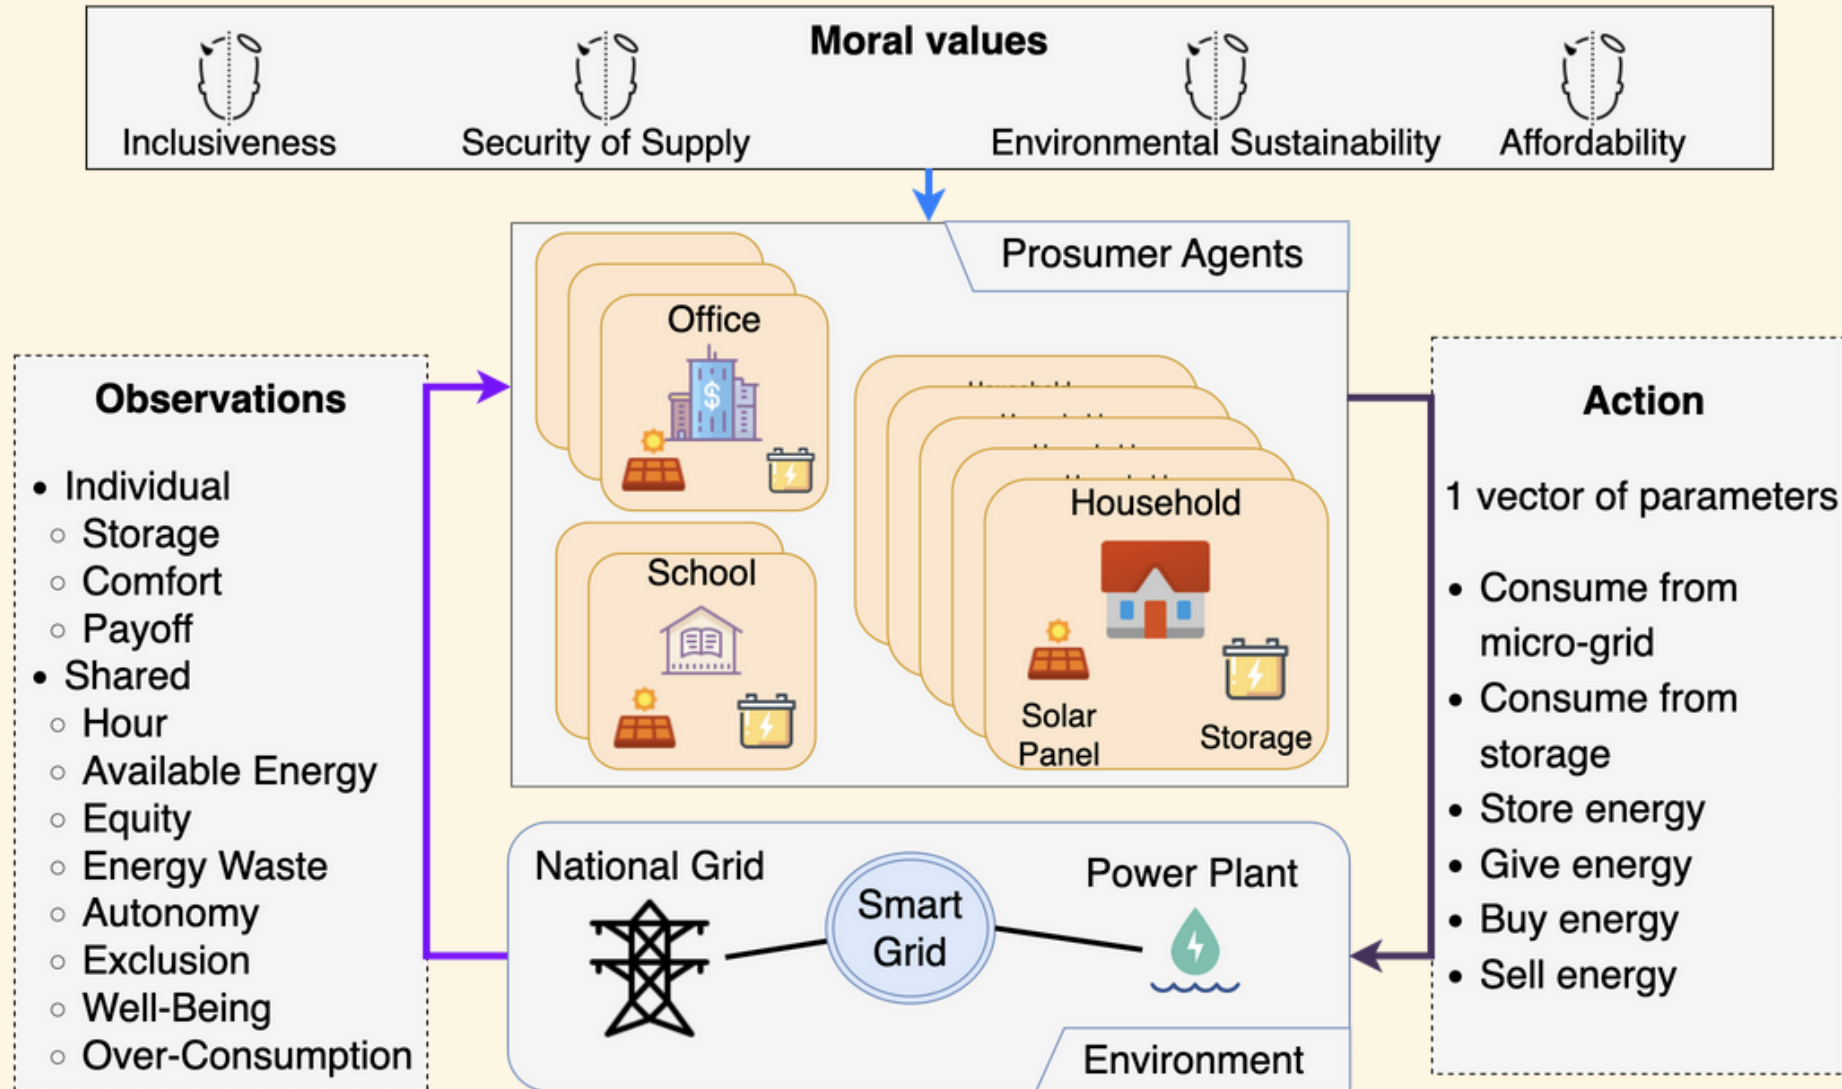 Moral values
Inclusiveness
Security of Supply
Environmental Sustainability
Affordability
Prosumer Agents
Office
$
School
Household
Solar
Panel
Storage
Observations
• Individual
○ Storage
○ Comfort
○ Payoff
• Shared
○ Hour
○ Available Energy
○ Equity
○ Energy Waste
○ Autonomy
○ Exclusion
○ Well-Being
○ Over-Consumption
Action
1 vector of parameters
• Consume from
micro-grid
• Consume from
storage
• Store energy
• Give energy
• Buy energy
• Sell energy
National Grid
Smart
Grid
Power Plant
Environment